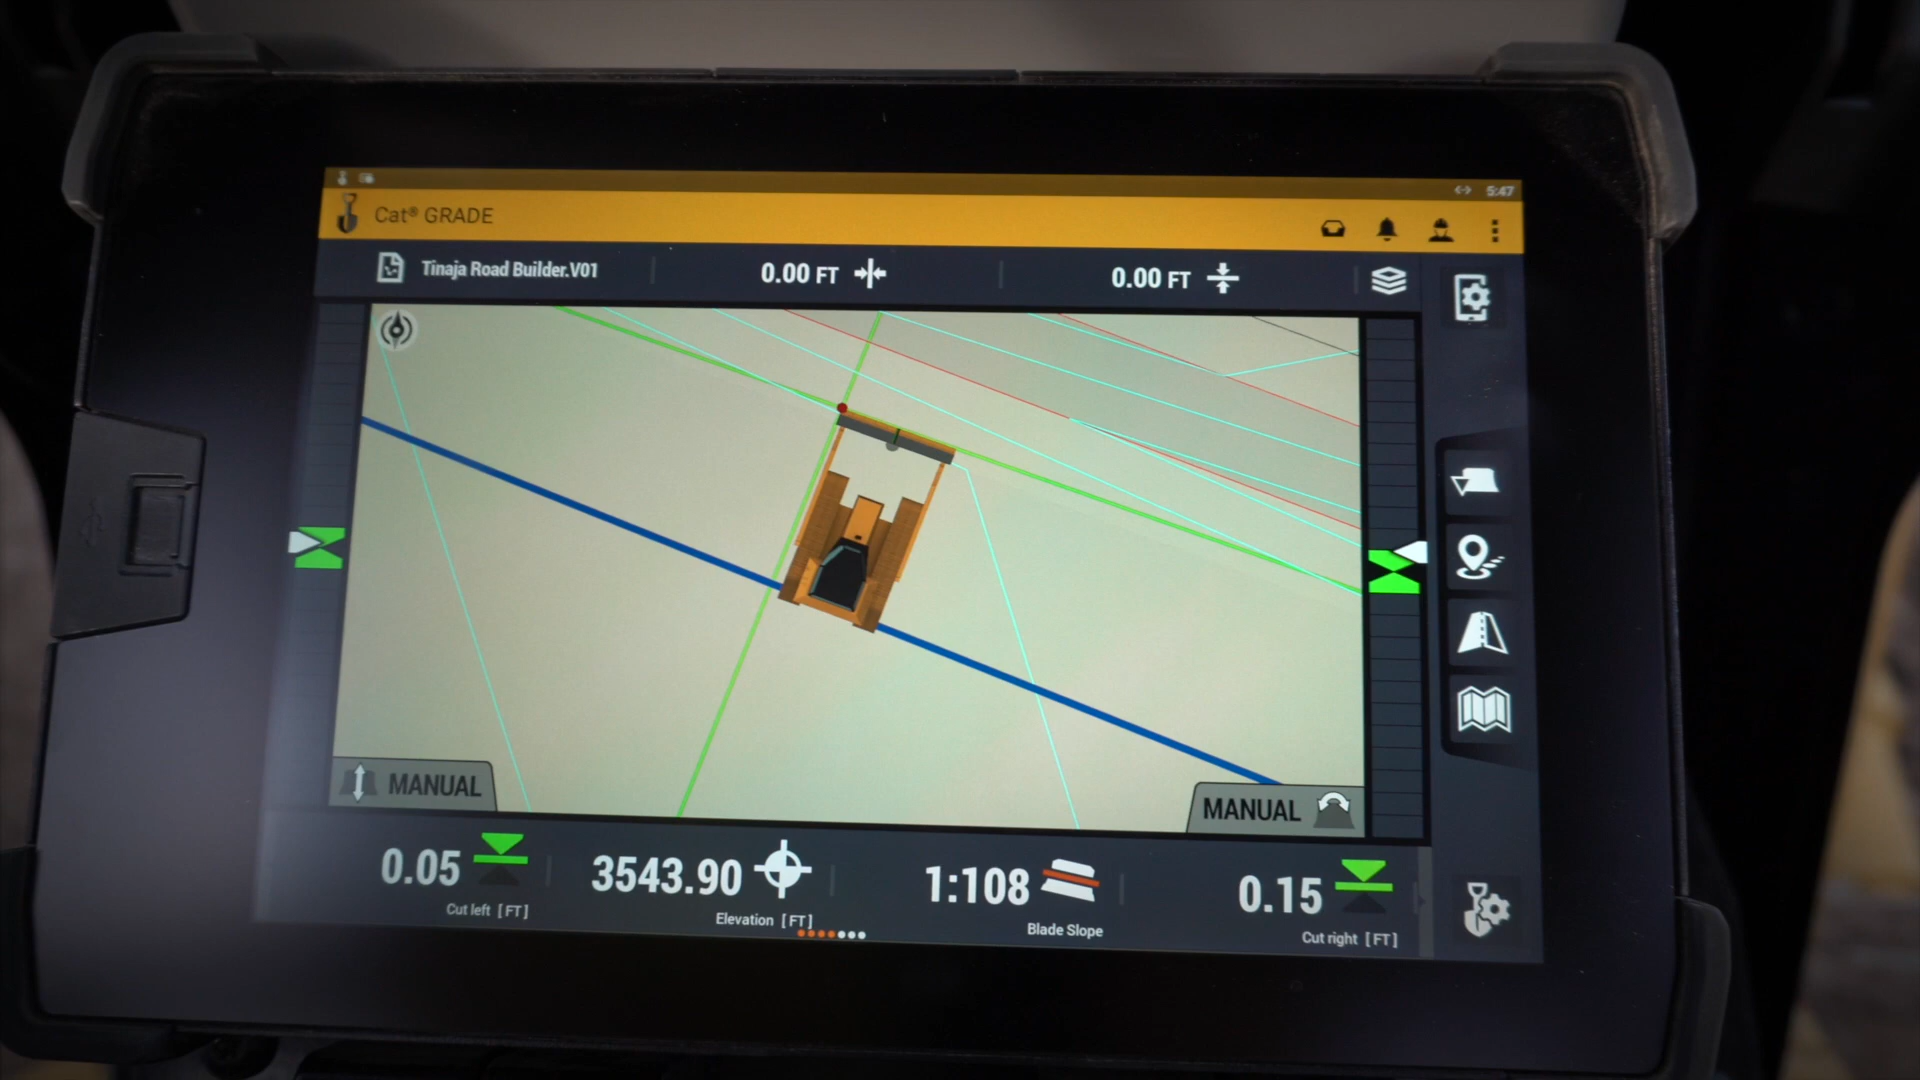 5:47
Cat® GRADE
Tinaja Road Builder.V01
0.00 FT
0.00 FT
MANUAL
MANUAL
0.05
Cut left [FT]
3543.90
Elevation [FT]
1:108
Blade Slope
0.15
Cut right [FT]